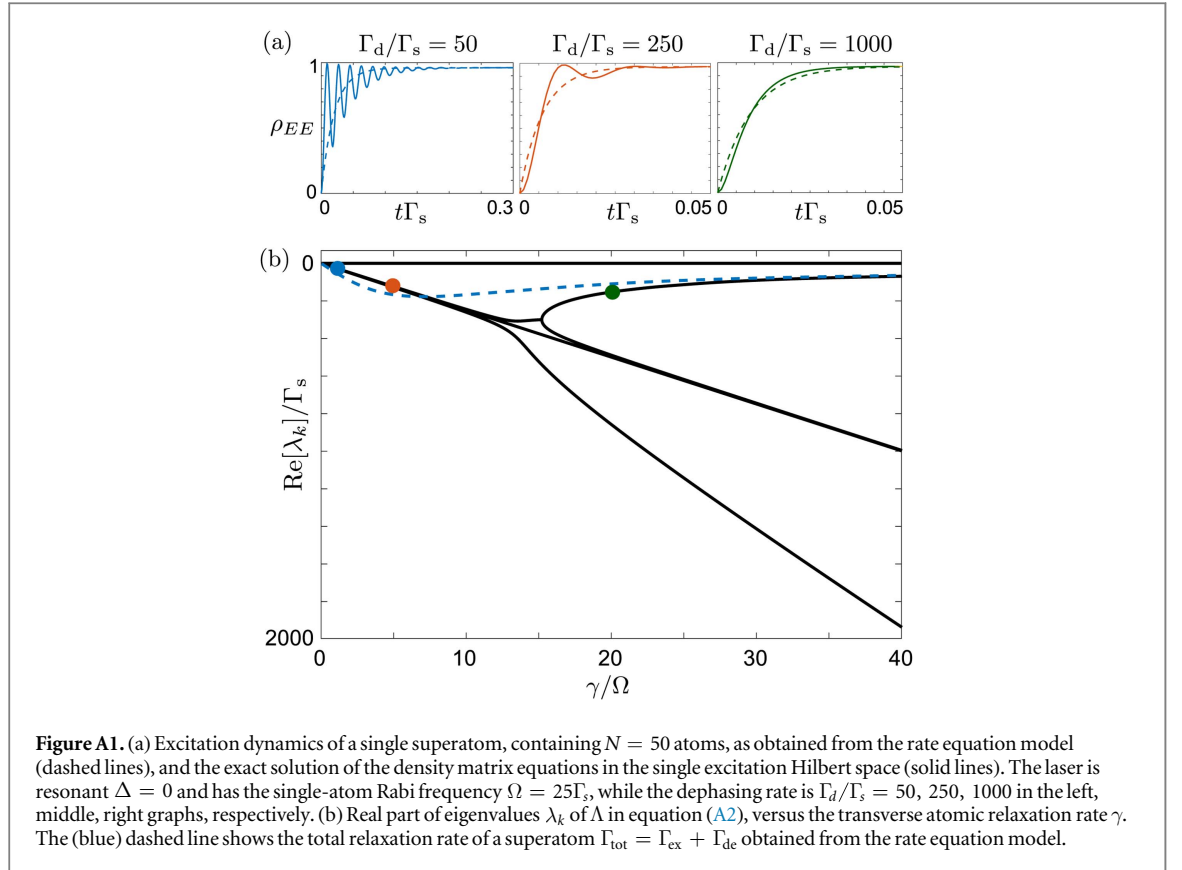 (a) Γd/Γs = 50 Γd/Γs = 250 Γd/Γs = 1000
1
ρEE
0
0 tΓs 0.3 0 tΓs 0.05 0 tΓs 0.05
(b) 0
Re[λk]/Γs
2000
0 10 20 30 40
γ/Ω
Figure A1. (a) Excitation dynamics of a single superatom, containing N = 50 atoms, as obtained from the rate equation model
(dashed lines), and the exact solution of the density matrix equations in the single excitation Hilbert space (solid lines). The laser is
resonant Δ = 0 and has the single-atom Rabi frequency Ω = 25Γs, while the dephasing rate is Γd/Γs = 50, 250, 1000 in the left,
middle, right graphs, respectively. (b) Real part of eigenvalues λk of Λ in equation (A2), versus the transverse atomic relaxation rate γ.
The (blue) dashed line shows the total relaxation rate of a superatom Γtot = Γex + Γde obtained from the rate equation model.